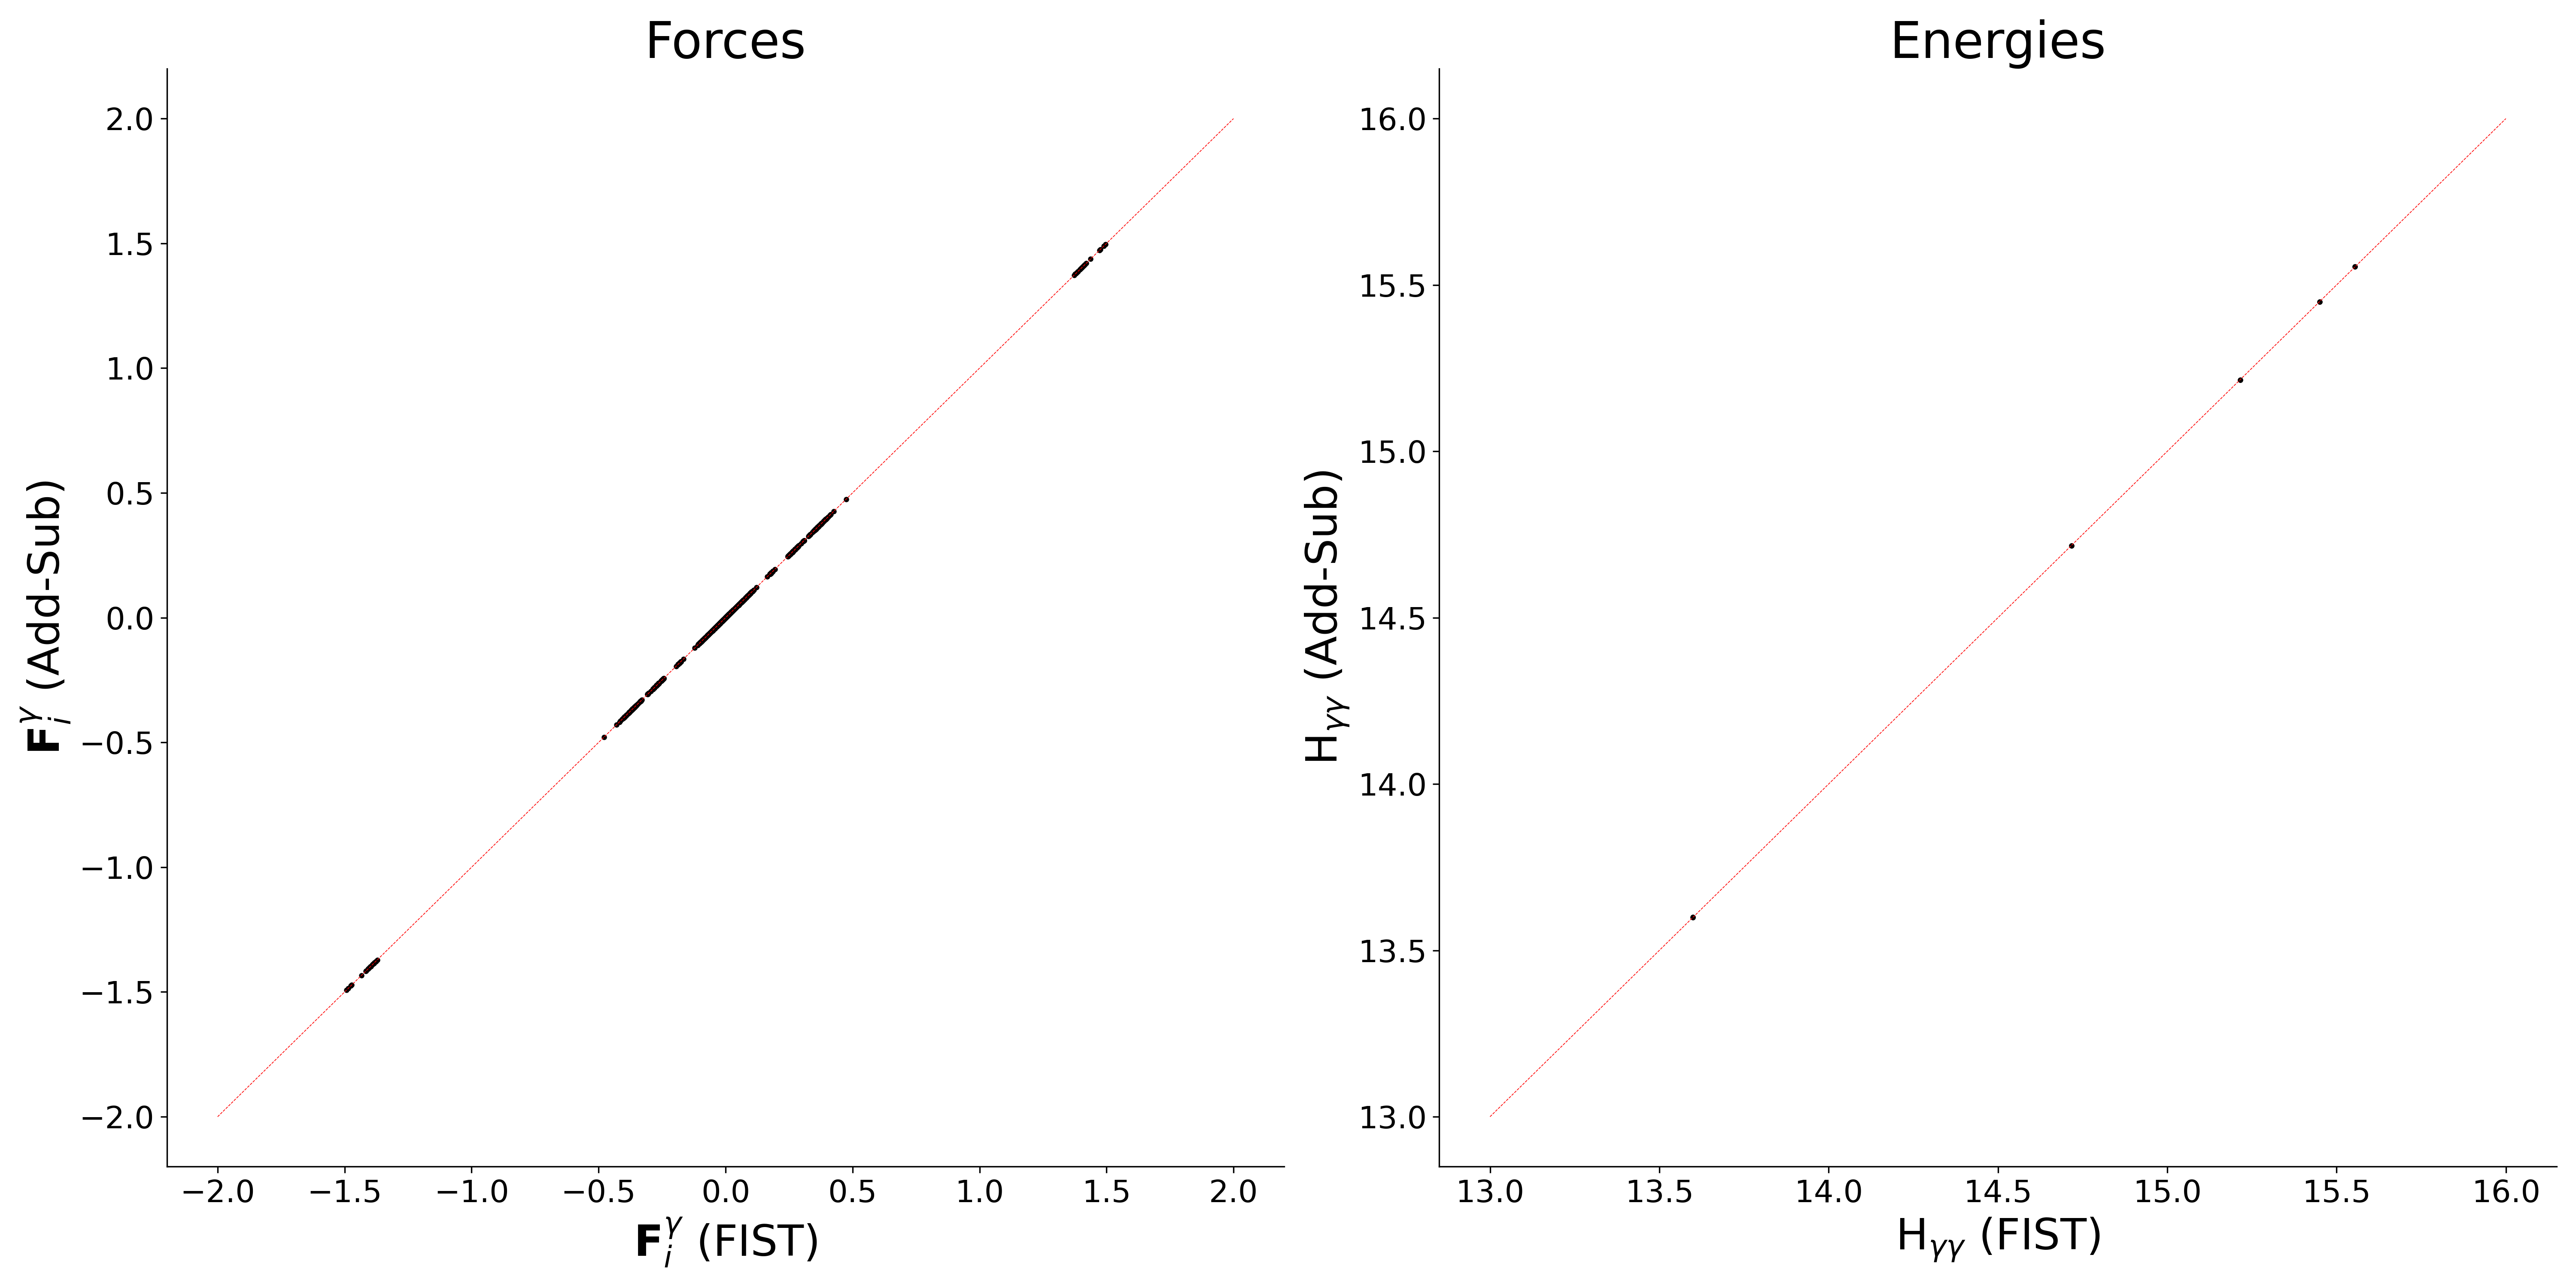 Forces
2.0
1.5
1.0
0.5
0.0
−0.5
−1.0
−1.5
−2.0
F_i^γ (Add-Sub)
−2.0 −1.5 −1.0 −0.5 0.0 0.5 1.0 1.5 2.0
F_i^γ (FIST)
Energies
16.0
15.5
15.0
14.5
14.0
13.5
13.0
H_γγ (Add-Sub)
13.0 13.5 14.0 14.5 15.0 15.5 16.0
H_γγ (FIST)